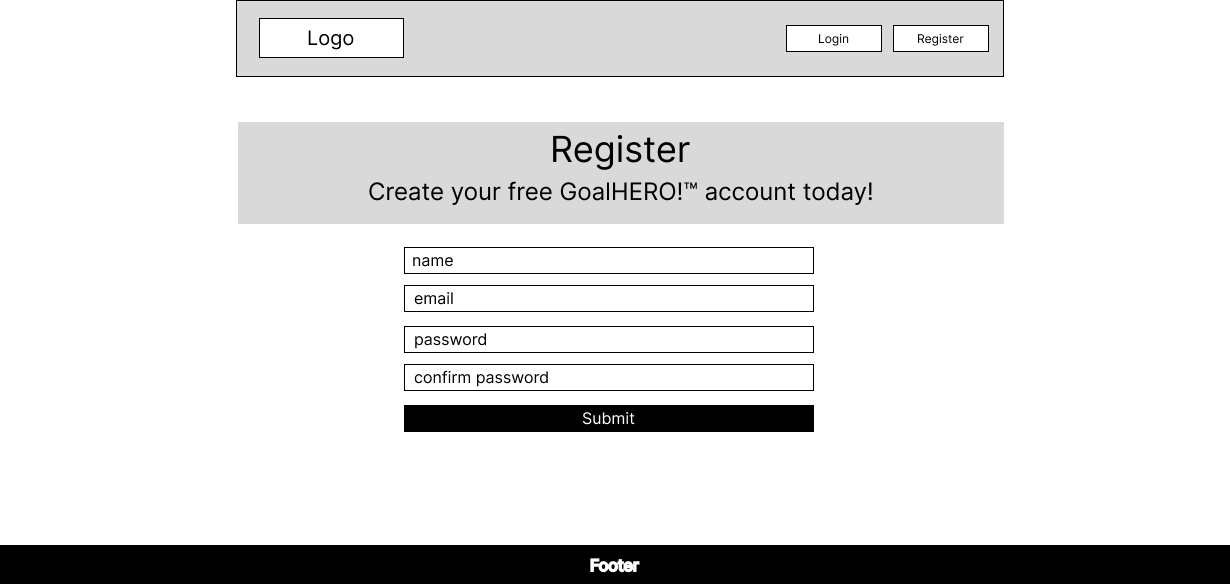 Logo
Login
Register
Register
Create your free GoalHERO!™ account today!
name
email
password
confirm password
Submit
Footer